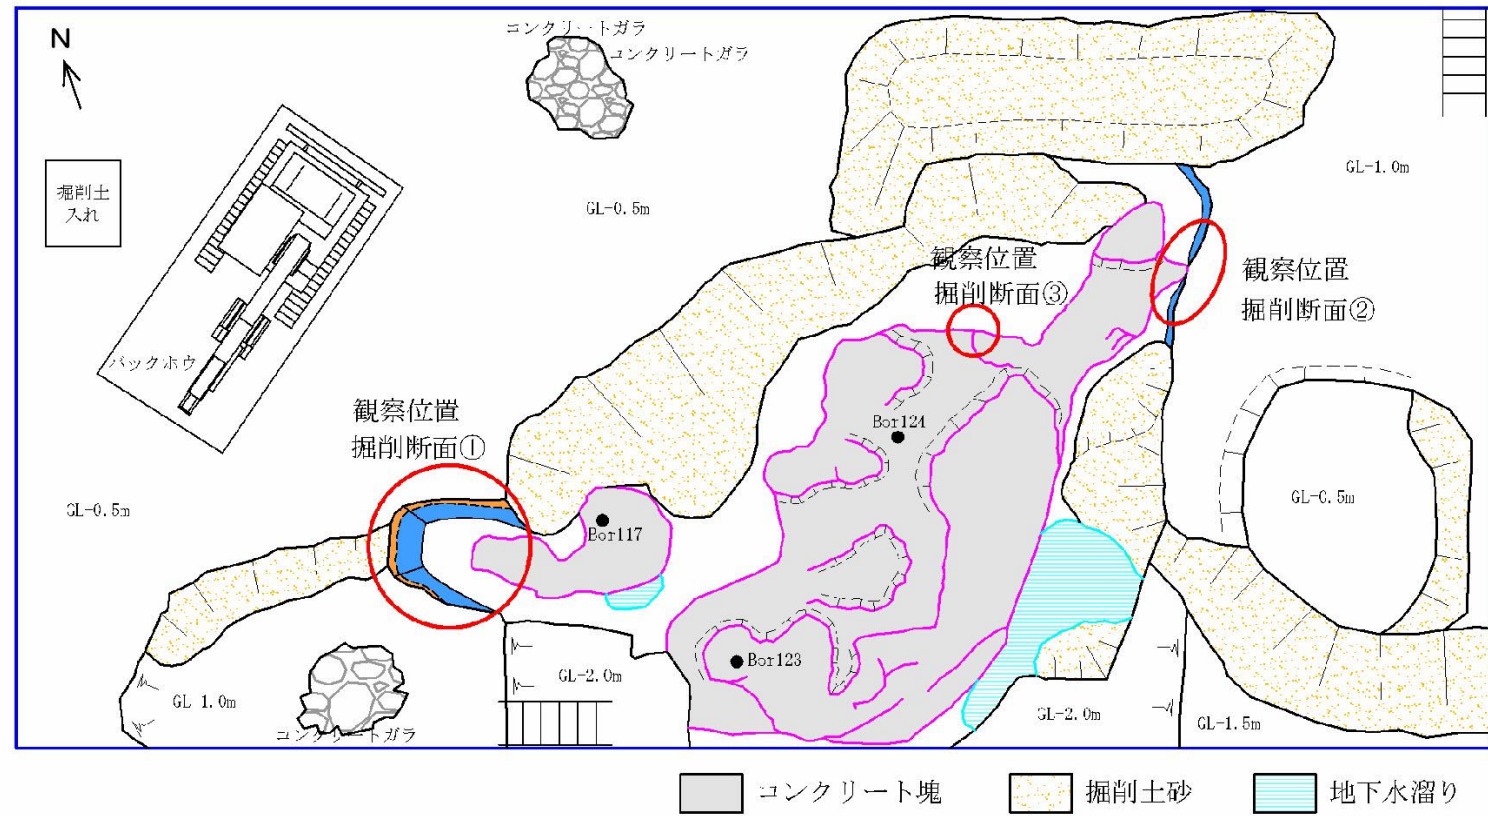 コンクリートガラ
コンクリートガラ
N
掘削土
入れ
GL-1.0m
GL-0.5m
観察位置
掘削断面③
観察位置
掘削断面②
バックホウ
観察位置
掘削断面①
Bor124
GL-0.5m
GL-0.5m
Bor117
Bor123
GL-2.0m
GL 1.0m
GL-2.0m
GL-1.5m
コンクリートガラ
コンクリート塊
掘削土砂
地下水溜り